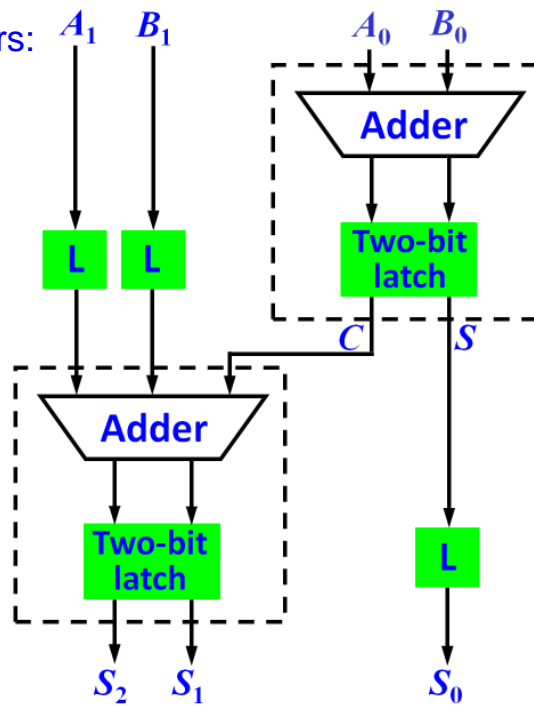 rs:
A₁ B₁ A₀ B₀
Adder
L L
Two-bit
latch
C S
Adder
Two-bit
latch
L
S₂ S₁ S₀